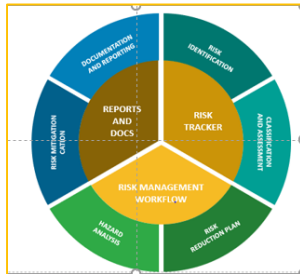 DOCUMENTATION
AND REPORTING
RISK
IDENTIFICATION
RISK MITIGATION
CATION
REPORTS
AND
DOCS
RISK
TRACKER
CLASSIFICATION
AND ASSESSMENT
RISK MANAGEMENT
WORKFLOW
HAZARD
ANALYSIS
RISK
REDUCTION PLAN